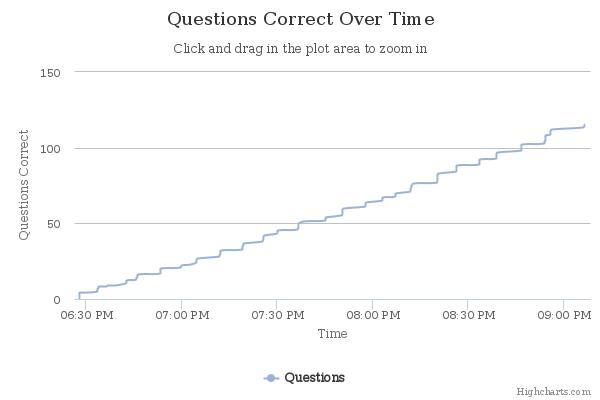 Questions Correct Over Time
Click and drag in the plot area to zoom in
Questions Correct
150
100
50
0
06:30 PM 07:00 PM 07:30 PM 08:00 PM 08:30 PM 09:00 PM
Time
Questions
Highcharts.com